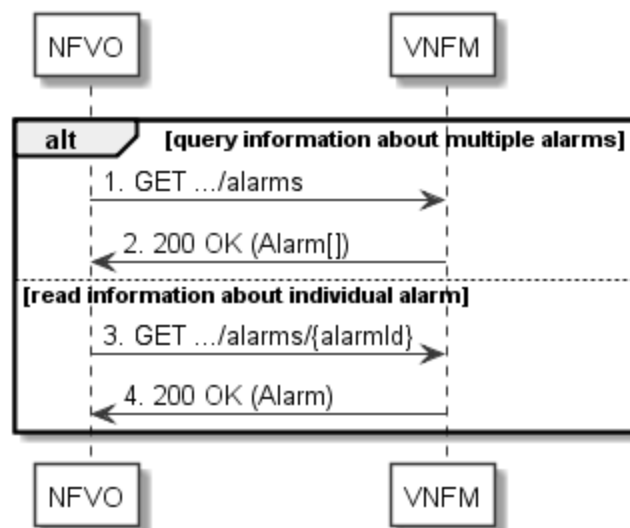 NFVO
VNFM
alt
[query information about multiple alarms]
1. GET .../alarms
2. 200 OK (Alarm[])
[read information about individual alarm]
3. GET .../alarms/{alarmId}
4. 200 OK (Alarm)
NFVO
VNFM